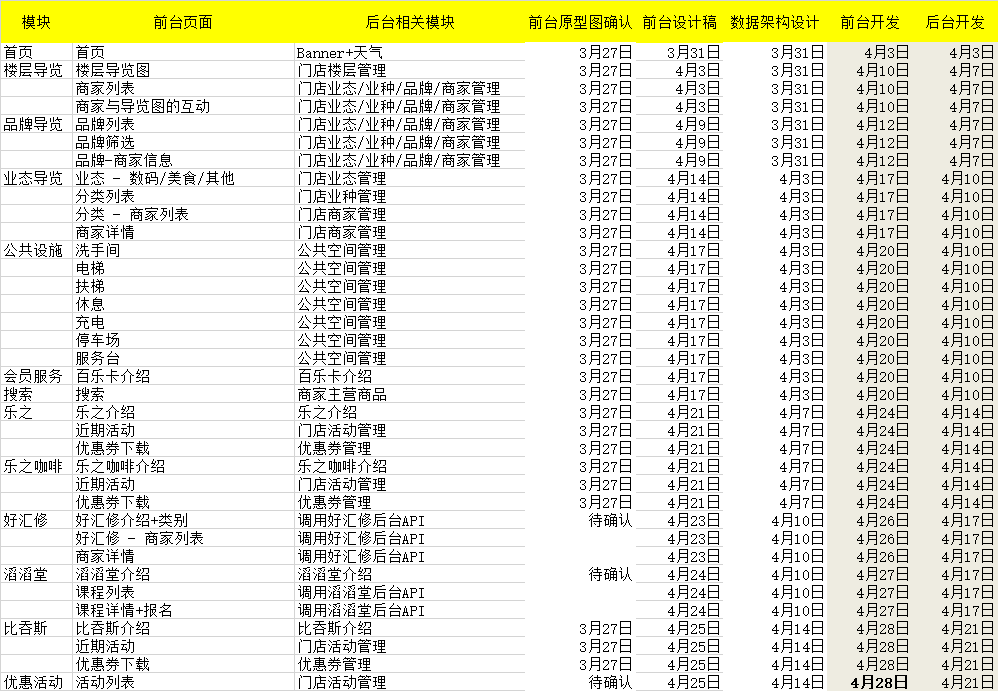 模块 前台页面 后台相关模块 前台原型图确认 前台设计稿 数据架构设计 前台开发 后台开发
首页 首页 Banner+天气 3月27日 3月31日 3月31日 4月3日 4月3日
楼层导览 楼层导览图 门店楼层管理 3月27日 4月3日 3月31日 4月10日 4月7日
商家列表 门店业态/业种/品牌/商家管理 3月27日 4月3日 3月31日 4月10日 4月7日
商家与导览图的互动 门店业态/业种/品牌/商家管理 3月27日 4月3日 3月31日 4月10日 4月7日
品牌导览 品牌列表 门店业态/业种/品牌/商家管理 3月27日 4月9日 3月31日 4月12日 4月7日
品牌筛选 门店业态/业种/品牌/商家管理 3月27日 4月9日 3月31日 4月12日 4月7日
品牌-商家信息 门店业态/业种/品牌/商家管理 3月27日 4月9日 3月31日 4月12日 4月7日
业态导览 业态 - 数码/美食/其他 门店业态管理 3月27日 4月14日 4月3日 4月17日 4月10日
分类列表 门店业种管理 3月27日 4月14日 4月3日 4月17日 4月10日
分类 - 商家列表 门店商家管理 3月27日 4月14日 4月3日 4月17日 4月10日
商家详情 门店商家管理 3月27日 4月14日 4月3日 4月17日 4月10日
公共设施 洗手间 公共空间管理 3月27日 4月17日 4月3日 4月20日 4月10日
电梯 公共空间管理 3月27日 4月17日 4月3日 4月20日 4月10日
扶梯 公共空间管理 3月27日 4月17日 4月3日 4月20日 4月10日
休息 公共空间管理 3月27日 4月17日 4月3日 4月20日 4月10日
充电 公共空间管理 3月27日 4月17日 4月3日 4月20日 4月10日
停车场 公共空间管理 3月27日 4月17日 4月3日 4月20日 4月10日
服务台 公共空间管理 3月27日 4月17日 4月3日 4月20日 4月10日
会员服务 百乐卡介绍 百乐卡介绍 3月27日 4月17日 4月3日 4月20日 4月10日
搜索 搜索 商家主营商品 3月27日 4月17日 4月3日 4月20日 4月10日
乐之 乐之介绍 乐之介绍 3月27日 4月21日 4月7日 4月24日 4月14日
近期活动 门店活动管理 3月27日 4月21日 4月7日 4月24日 4月14日
优惠券下载 优惠券管理 3月27日 4月21日 4月7日 4月24日 4月14日
乐之咖啡 乐之咖啡介绍 乐之咖啡介绍 3月27日 4月21日 4月7日 4月24日 4月14日
近期活动 门店活动管理 3月27日 4月21日 4月7日 4月24日 4月14日
优惠券下载 优惠券管理 3月27日 4月21日 4月7日 4月24日 4月14日
好汇修 好汇修介绍+类别 调用好汇修后台API 待确认 4月23日 4月10日 4月26日 4月17日
好汇修 - 商家列表 调用好汇修后台API 4月23日 4月10日 4月26日 4月17日
商家详情 调用好汇修后台API 4月23日 4月10日 4月26日 4月17日
滔滔堂 滔滔堂介绍 滔滔堂介绍 待确认 4月24日 4月10日 4月27日 4月17日
课程列表 调用滔滔堂后台API 4月24日 4月10日 4月27日 4月17日
课程详情+报名 调用滔滔堂后台API 4月24日 4月10日 4月27日 4月17日
比呑斯 比呑斯介绍 比呑斯介绍 3月27日 4月25日 4月14日 4月28日 4月21日
近期活动 门店活动管理 3月27日 4月25日 4月14日 4月28日 4月21日
优惠券下载 优惠券管理 3月27日 4月25日 4月14日 4月28日 4月21日
优惠活动 活动列表 门店活动管理 待确认 4月25日 4月14日 4月28日 4月21日